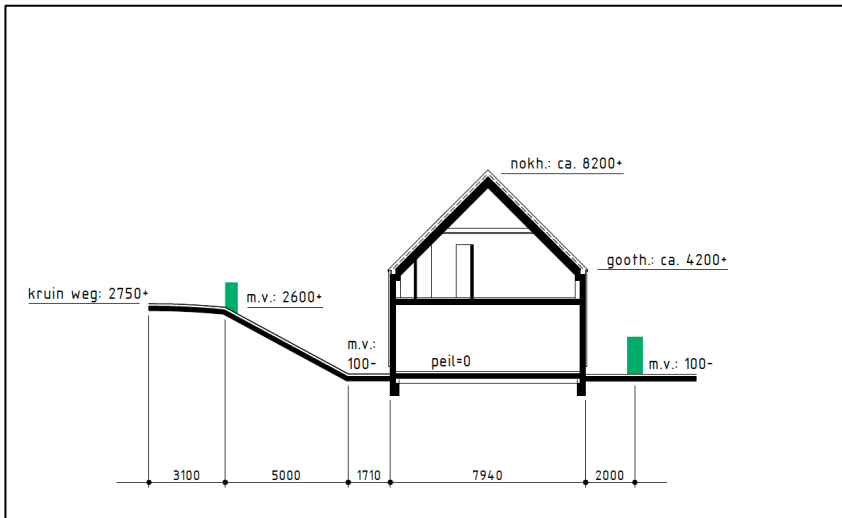 nokh.: ca. 8200+
gooth.: ca. 4200+
kruin weg: 2750+
m.v.: 2600+
m.v.:
100-
peil=0
m.v.: 100-
3100
5000
1710
7940
2000